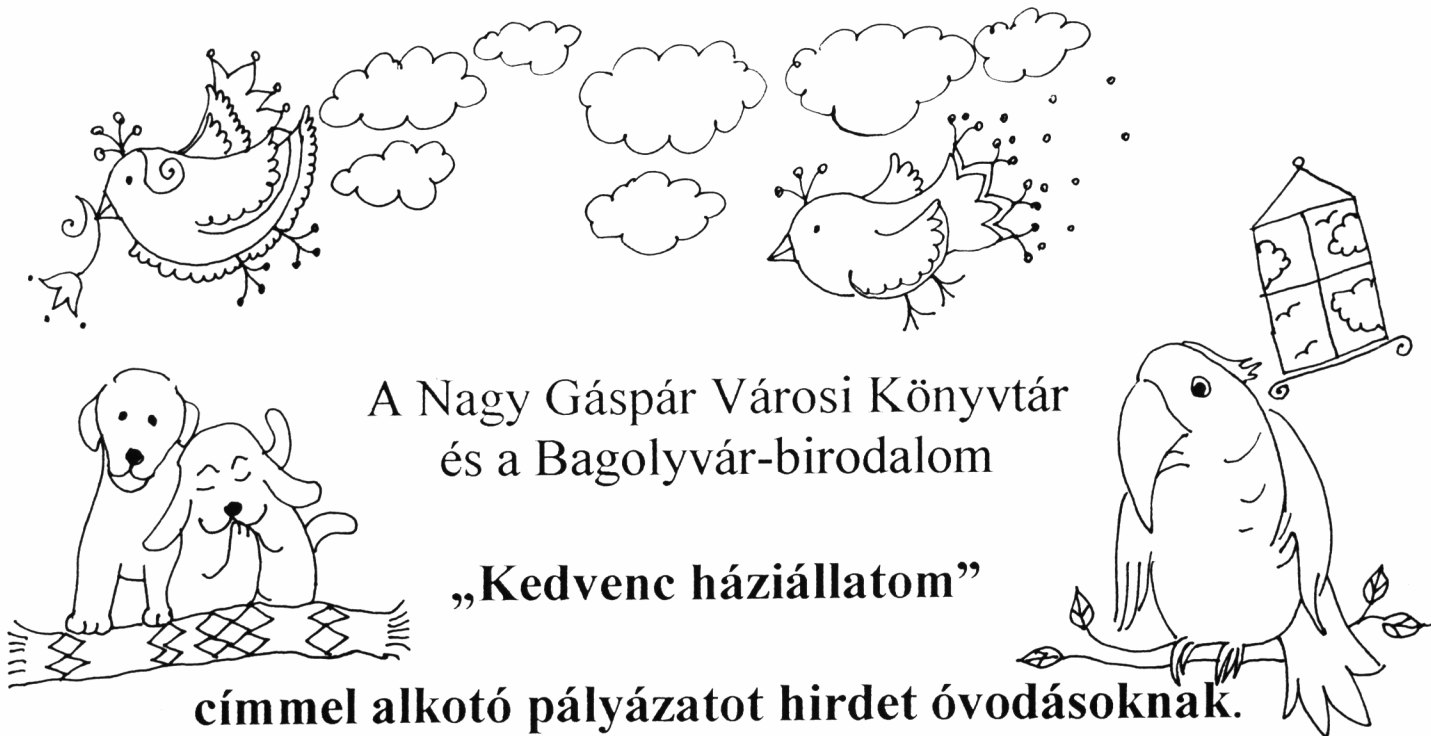 A Nagy Gáspár Városi Könyvtár
és a Bagolyvár-birodalom
„Kedvenc háziállatom”
címmel alkotó pályázatot hirdet óvodásoknak.